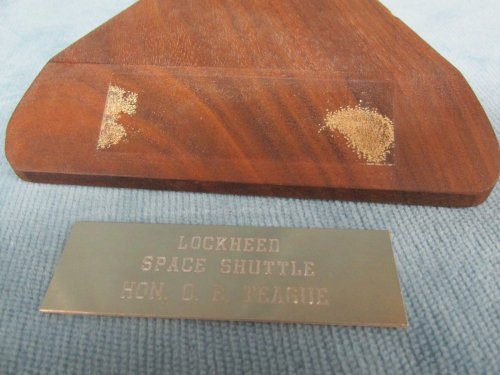 LOCKHEED
SPACE SHUTTLE
HON. O. E. TEAGUE